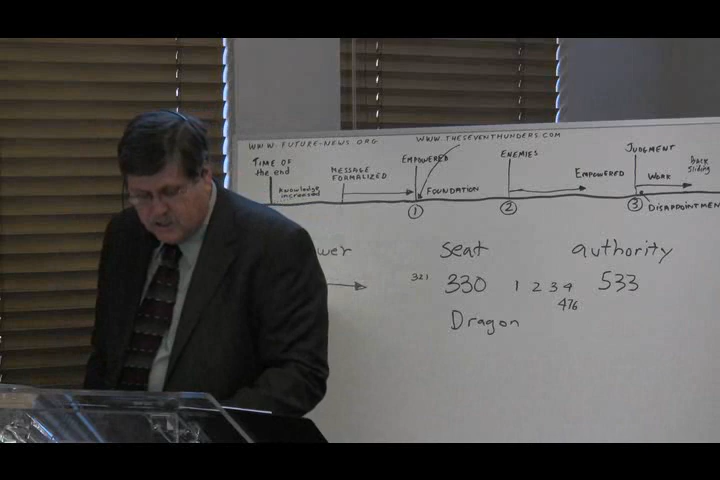 WWW. FUTURE-NEWS.ORG WWW.THESEVENTHUNDERS.COM
TIME OF the end
MESSAGE FORMALIZED
EMPOWERED
ENEMIES
JUDGMENT
Knowledge increased
FOUNDATION
EMPOWERED
WORK
back sliding
1 2 3 DISAPPOINTMENT
wer seat authority
321 330 1 2 3 4 533
476
Dragon